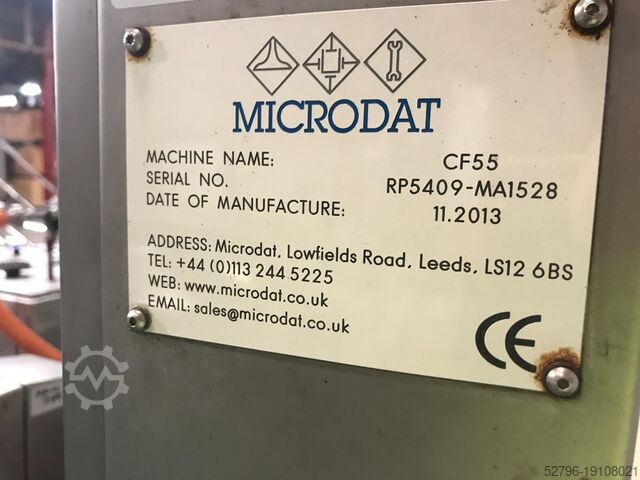 MICRODAT
MACHINE NAME: CF55
SERIAL NO. RP5409-MA1528
DATE OF MANUFACTURE: 11.2013
ADDRESS: Microdat, Lowfields Road, Leeds, LS12 6BS
TEL: +44 (0)113 244 5225
WEB: www.microdat.co.uk
EMAIL: sales@microdat.co.uk
CE
52796-19108021